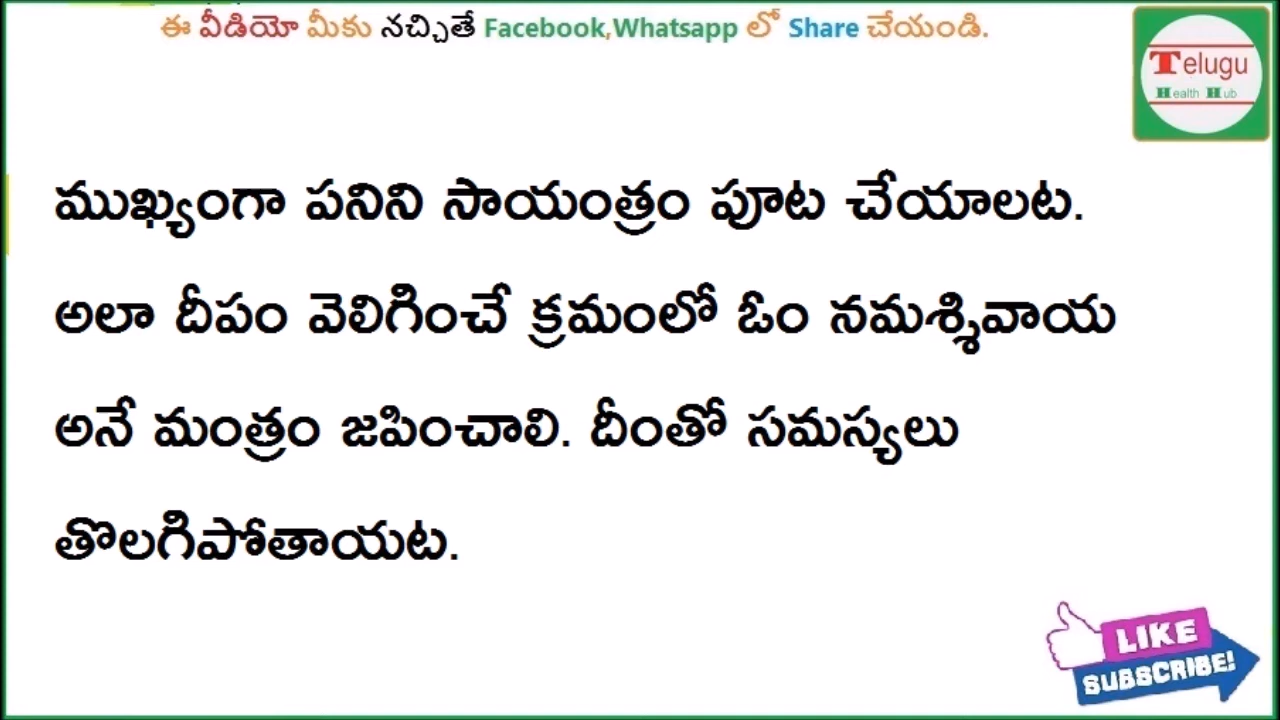 ఈ వీడియో మీకు నచ్చితే Facebook,Whatsapp లో Share చేయండి.
Telugu
Health Hub
ముఖ్యంగా పనిని సాయంత్రం పూట చేయాలట.
అలా దీపం వెలిగించే క్రమంలో ఓం నమశ్శివాయ
అనే మంత్రం జపించాలి. దీంతో సమస్యలు
తొలగిపోతాయట.
LIKE
SUBSCRIBE!